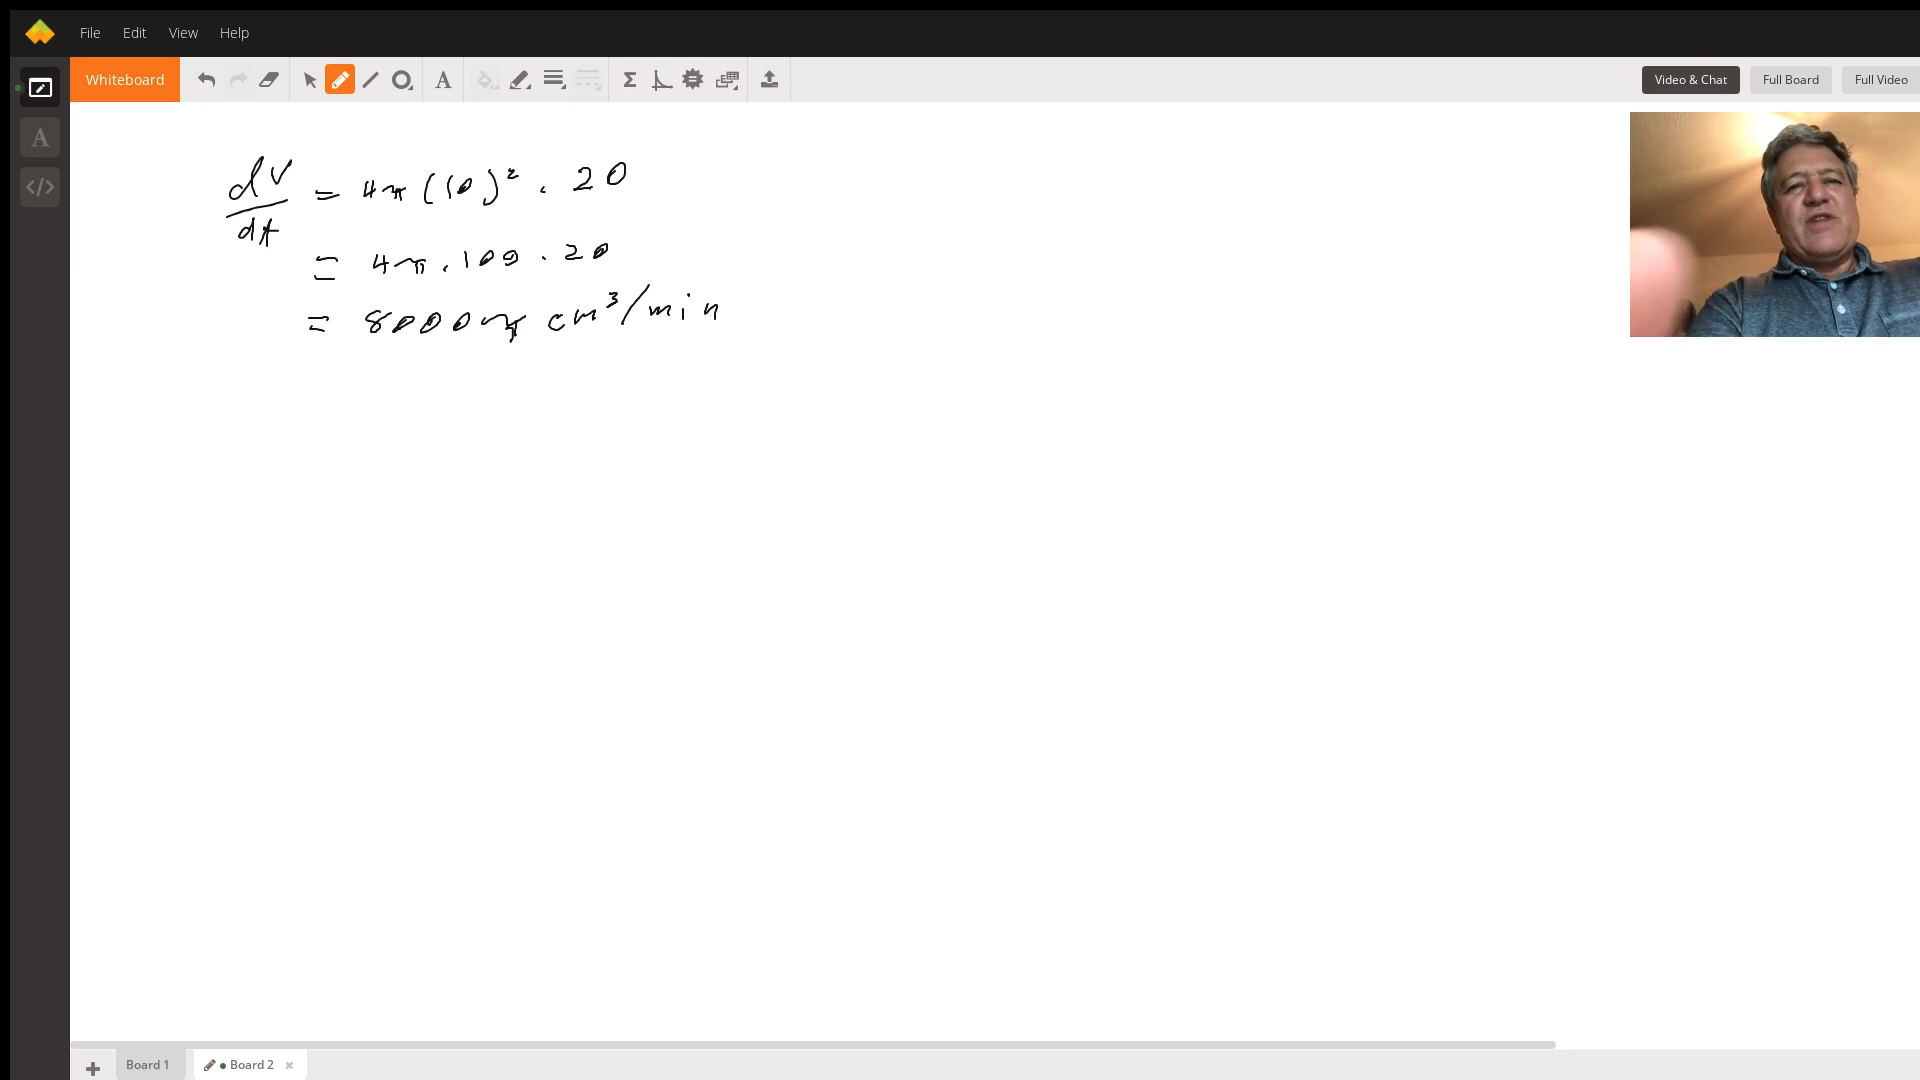 File Edit View Help
Whiteboard A Σ Video & Chat Full Board Full Video
A
</>
dV/dt = 4π(10)² · 20
= 4π · 100 · 20
= 8000π cm³/min
+ Board 1 Board 2 ×